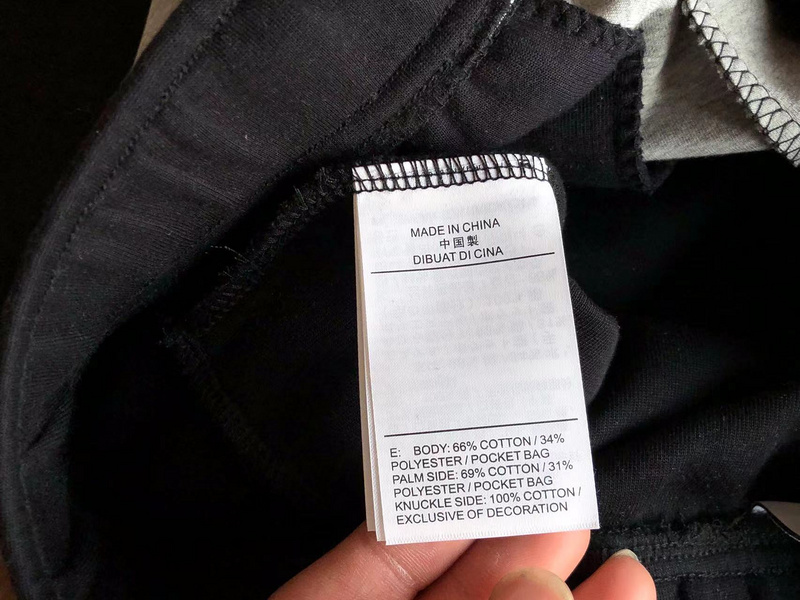 MADE IN CHINA
中国製
DIBUAT DI CINA
E: BODY: 66% COTTON / 34%
POLYESTER / POCKET BAG
PALM SIDE: 69% COTTON / 31%
POLYESTER / POCKET BAG
KNUCKLE SIDE: 100% COTTON /
EXCLUSIVE OF DECORATION